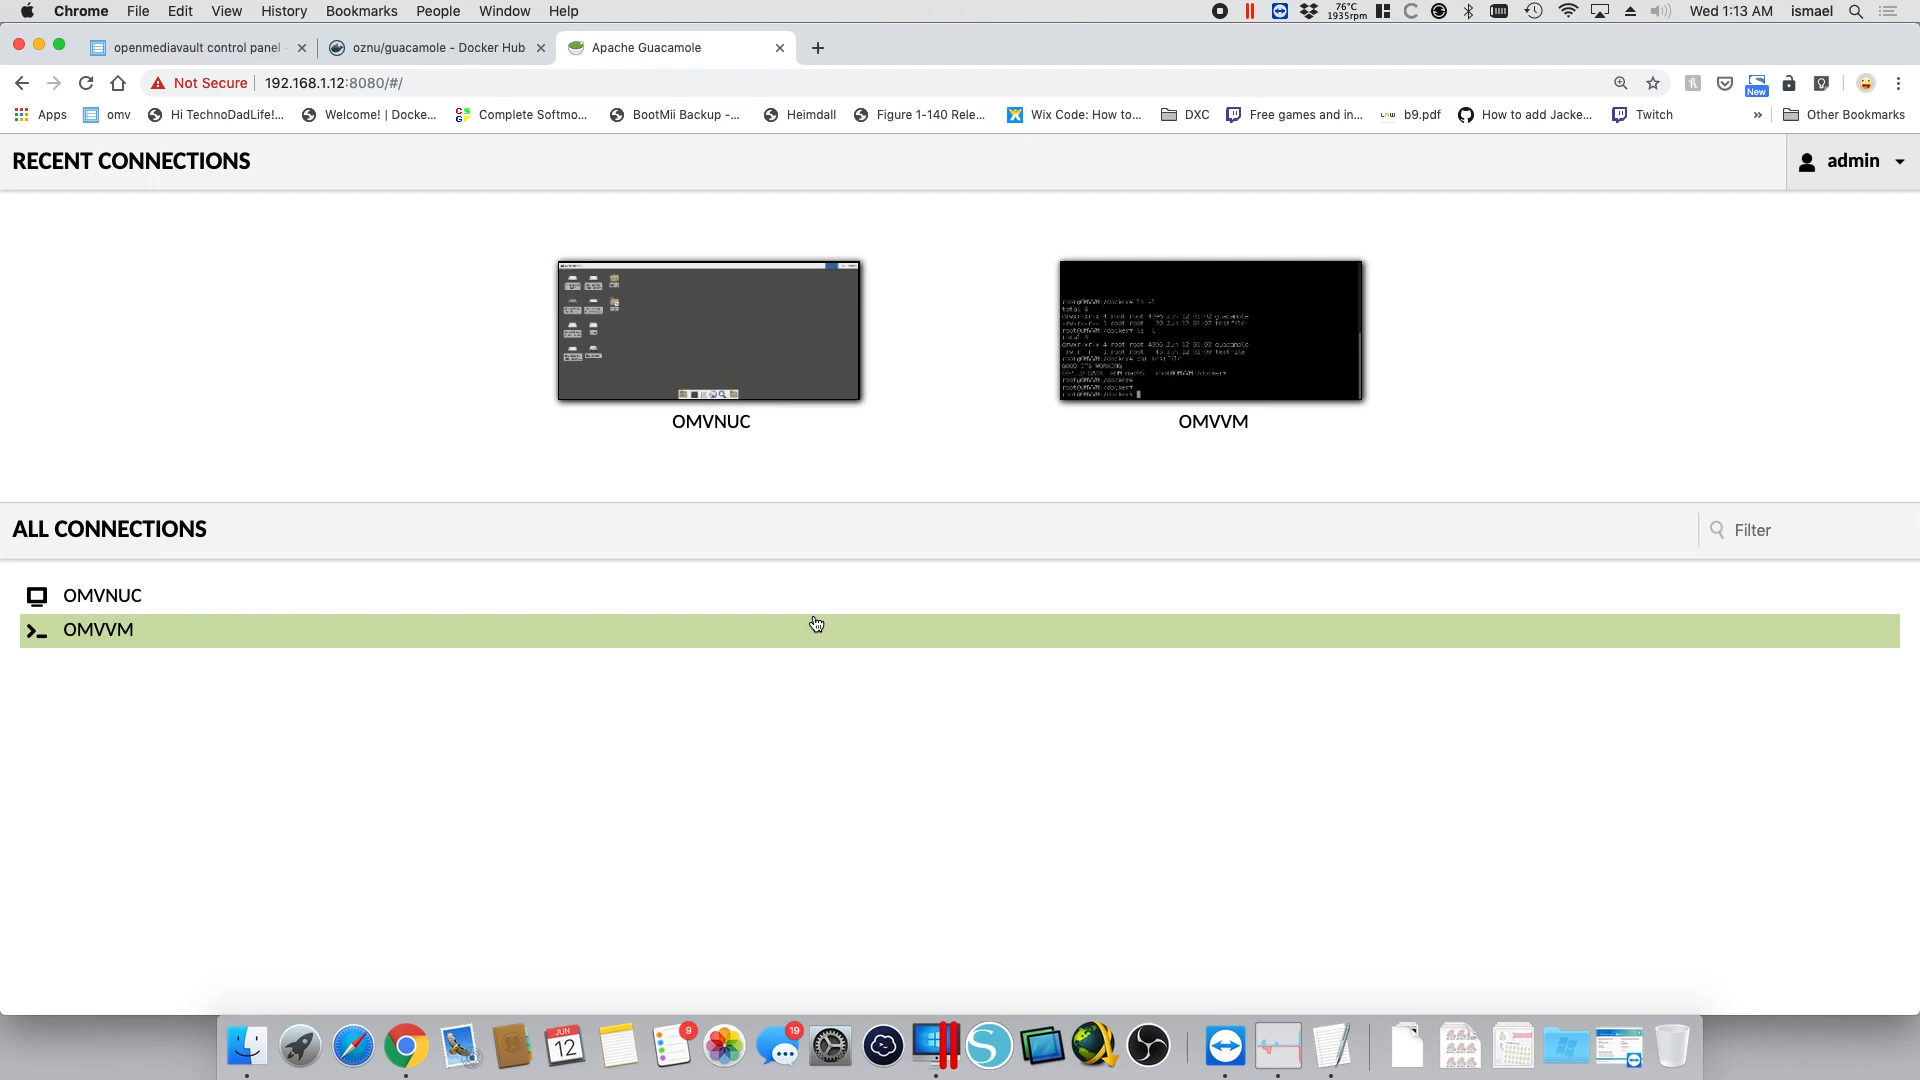 Chrome File Edit View History Bookmarks People Window Help
76°C
1935rpm
Wed 1:13 AM ismael
openmediavault control panel
oznu/guacamole - Docker Hub
Apache Guacamole
Not Secure 192.168.1.12:8080/#/
New
Apps
omv
Hi TechnoDadLife!...
Welcome! | Docke...
Complete Softmo...
BootMii Backup -...
Heimdall
Figure 1-140 Rele...
Wix Code: How to...
DXC
Free games and in...
b9.pdf
How to add Jacke...
Twitch
»
Other Bookmarks
RECENT CONNECTIONS
admin
OMVNUC
OMVVM
ALL CONNECTIONS
Filter
OMVNUC
OMVVM
JUN
12
9
19